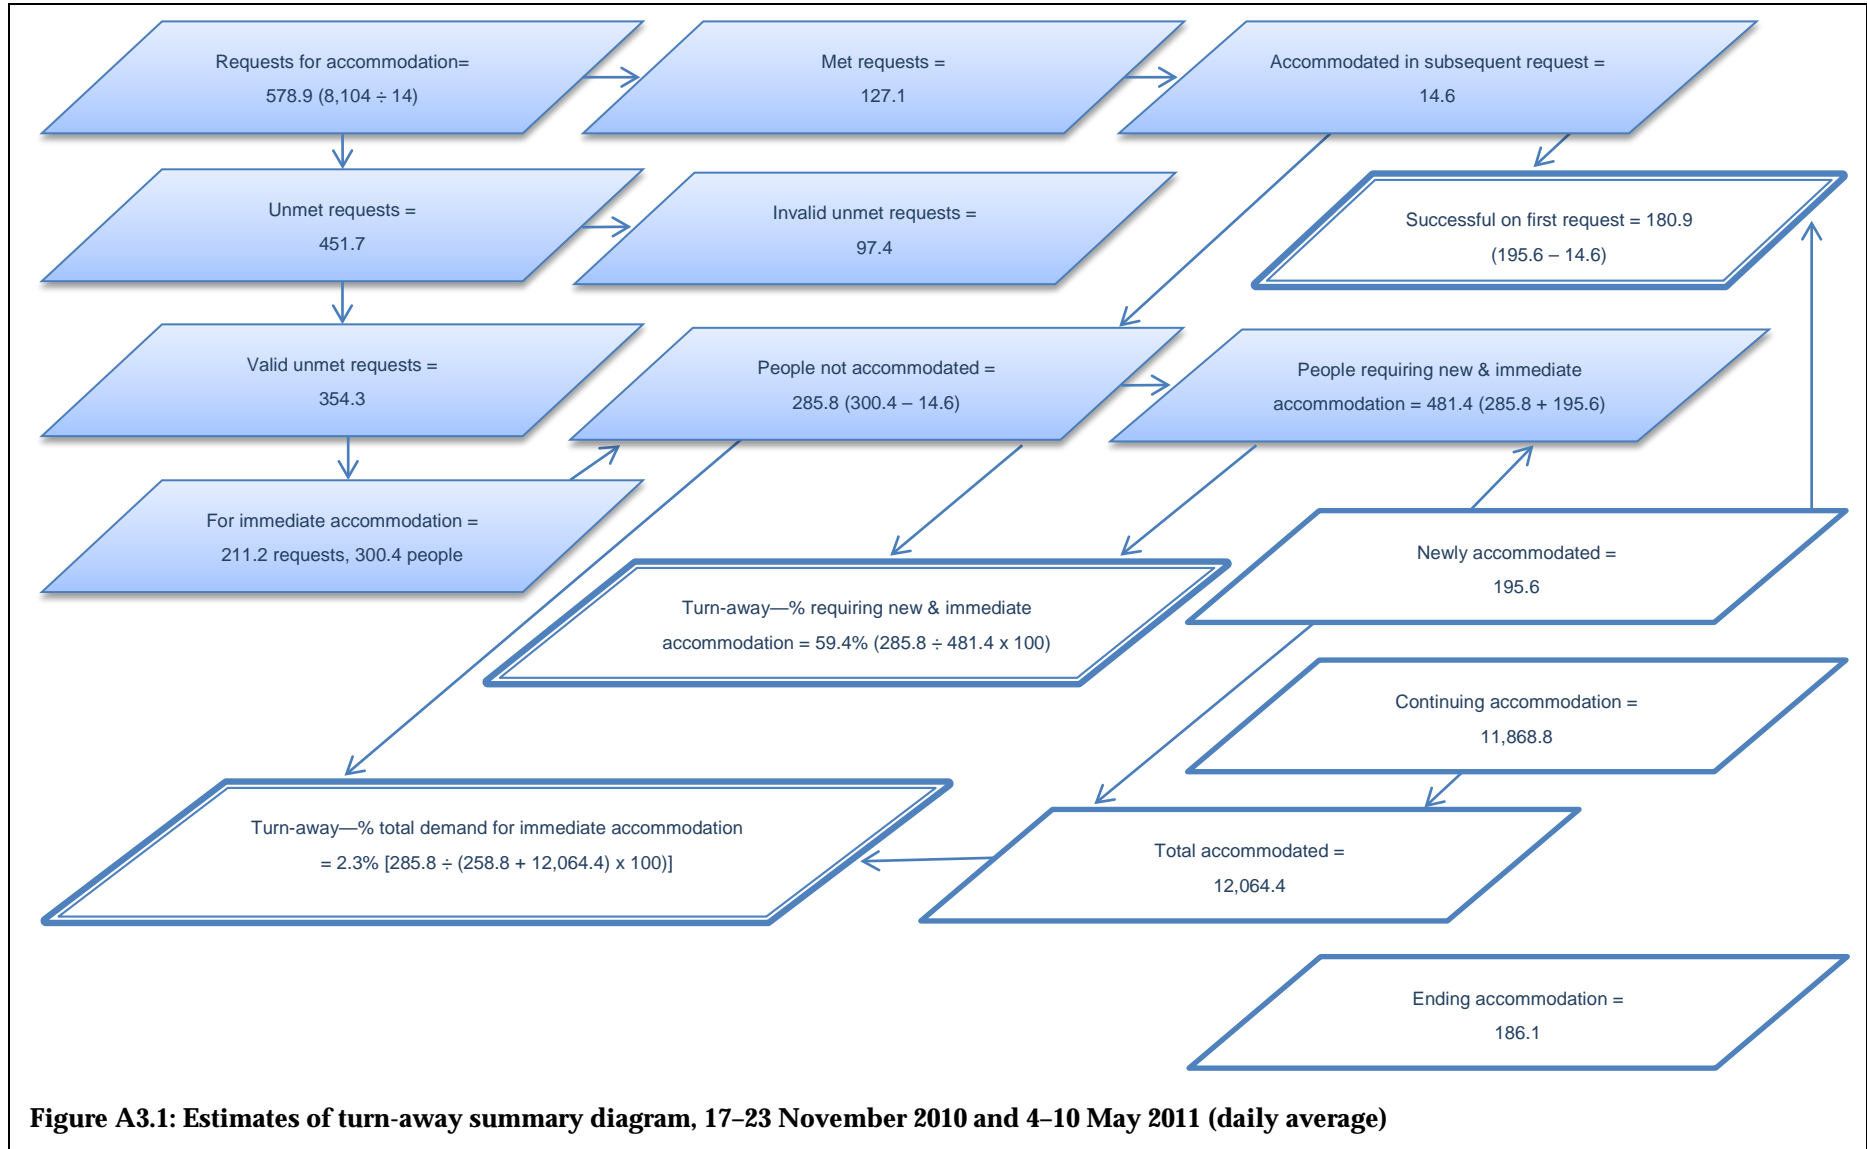 Requests for accommodation=
578.9 (8,104 ÷ 14)
Met requests =
127.1
Accommodated in subsequent request =
14.6
Unmet requests =
451.7
Invalid unmet requests =
97.4
Successful on first request = 180.9
(195.6 – 14.6)
Valid unmet requests =
354.3
People not accommodated =
285.8 (300.4 – 14.6)
People requiring new & immediate
accommodation = 481.4 (285.8 + 195.6)
For immediate accommodation =
211.2 requests, 300.4 people
Newly accommodated =
195.6
Turn-away—% requiring new & immediate
accommodation = 59.4% (285.8 ÷ 481.4 x 100)
Continuing accommodation =
11,868.8
Turn-away—% total demand for immediate accommodation
= 2.3% [285.8 ÷ (258.8 + 12,064.4) x 100)]
Total accommodated =
12,064.4
Ending accommodation =
186.1
Figure A3.1: Estimates of turn-away summary diagram, 17–23 November 2010 and 4–10 May 2011 (daily average)